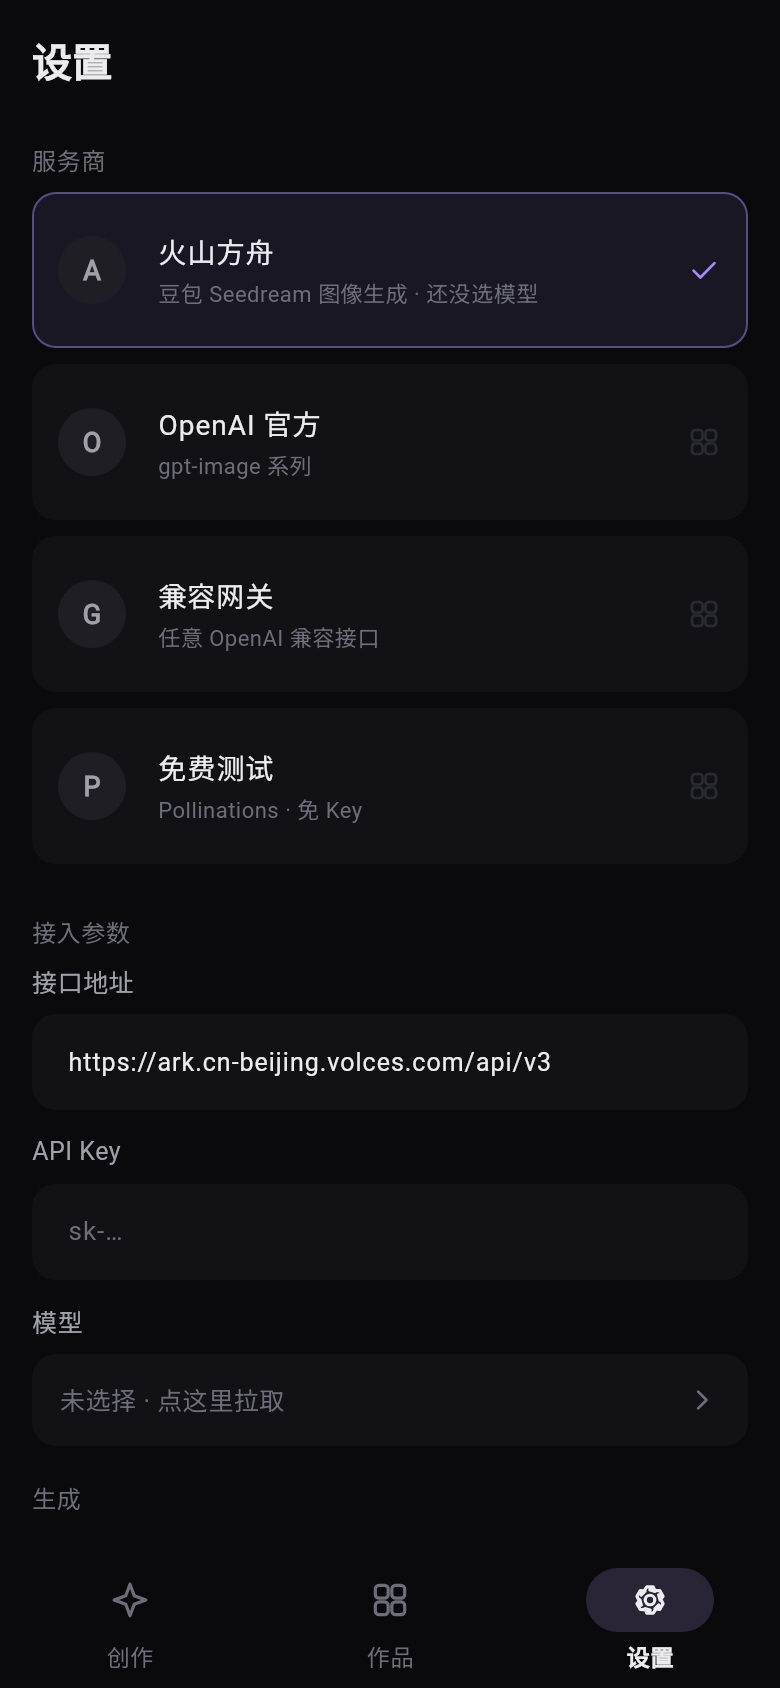 设置
服务商
A
火山方舟
豆包 Seedream 图像生成 · 还没选模型
O
OpenAI 官方
gpt-image 系列
G
兼容网关
任意 OpenAI 兼容接口
P
免费测试
Pollinations · 免 Key
接入参数
接口地址
https://ark.cn-beijing.volces.com/api/v3
API Key
sk-…
模型
未选择 · 点这里拉取
生成
创作
作品
设置